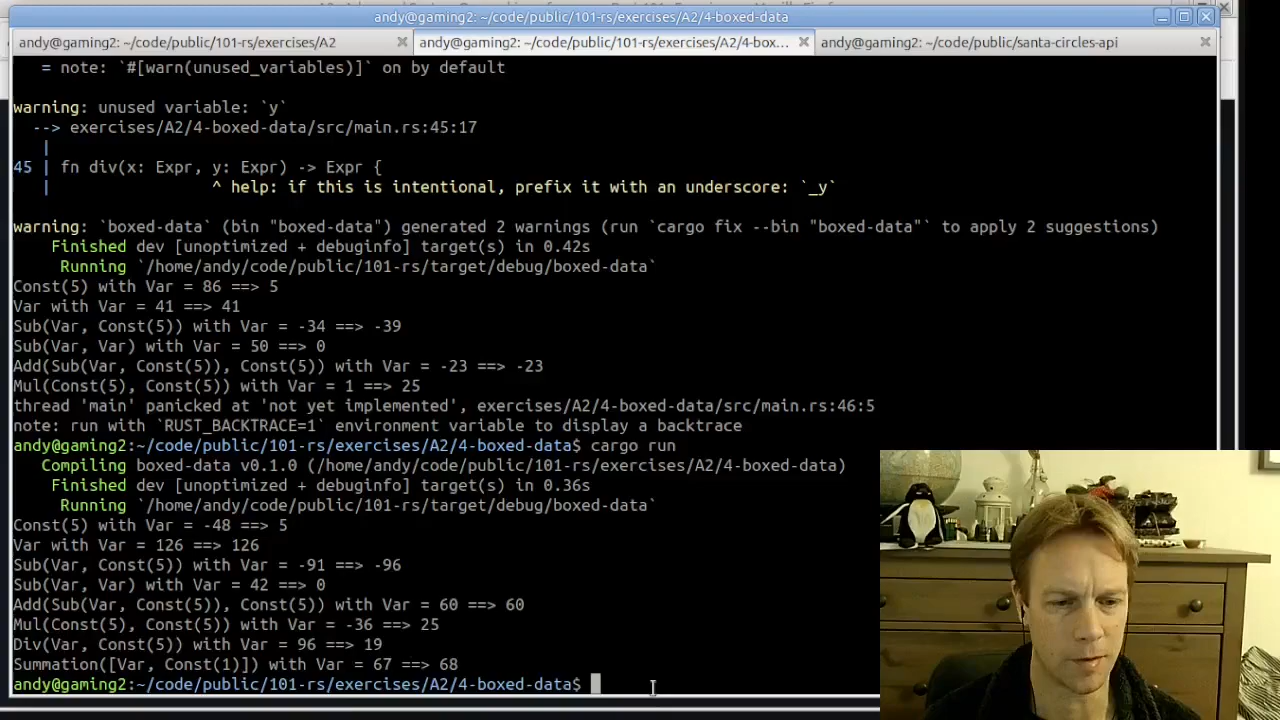 andy@gaming2: ~/code/public/101-rs/exercises/A2/4-boxed-data
andy@gaming2: ~/code/public/101-rs/exercises/A2
andy@gaming2: ~/code/public/101-rs/exercises/A2/4-box...
andy@gaming2: ~/code/public/santa-circles-api
= note: `#[warn(unused_variables)]` on by default
warning: unused variable: `y`
--> exercises/A2/4-boxed-data/src/main.rs:45:17
|
45 | fn div(x: Expr, y: Expr) -> Expr {
| ^ help: if this is intentional, prefix it with an underscore: `_y`
warning: `boxed-data` (bin "boxed-data") generated 2 warnings (run `cargo fix --bin "boxed-data"` to apply 2 suggestions)
Finished dev [unoptimized + debuginfo] target(s) in 0.42s
Running `/home/andy/code/public/101-rs/target/debug/boxed-data`
Const(5) with Var = 86 ==> 5
Var with Var = 41 ==> 41
Sub(Var, Const(5)) with Var = -34 ==> -39
Sub(Var, Var) with Var = 50 ==> 0
Add(Sub(Var, Const(5)), Const(5)) with Var = -23 ==> -23
Mul(Const(5), Const(5)) with Var = 1 ==> 25
thread 'main' panicked at 'not yet implemented', exercises/A2/4-boxed-data/src/main.rs:46:5
note: run with `RUST_BACKTRACE=1` environment variable to display a backtrace
andy@gaming2:~/code/public/101-rs/exercises/A2/4-boxed-data$ cargo run
Compiling boxed-data v0.1.0 (/home/andy/code/public/101-rs/exercises/A2/4-boxed-data)
Finished dev [unoptimized + debuginfo] target(s) in 0.36s
Running `/home/andy/code/public/101-rs/target/debug/boxed-data`
Const(5) with Var = -48 ==> 5
Var with Var = 126 ==> 126
Sub(Var, Const(5)) with Var = -91 ==> -96
Sub(Var, Var) with Var = 42 ==> 0
Add(Sub(Var, Const(5)), Const(5)) with Var = 60 ==> 60
Mul(Const(5), Const(5)) with Var = -36 ==> 25
Div(Var, Const(5)) with Var = 96 ==> 19
Summation([Var, Const(1)]) with Var = 67 ==> 68
andy@gaming2:~/code/public/101-rs/exercises/A2/4-boxed-data$